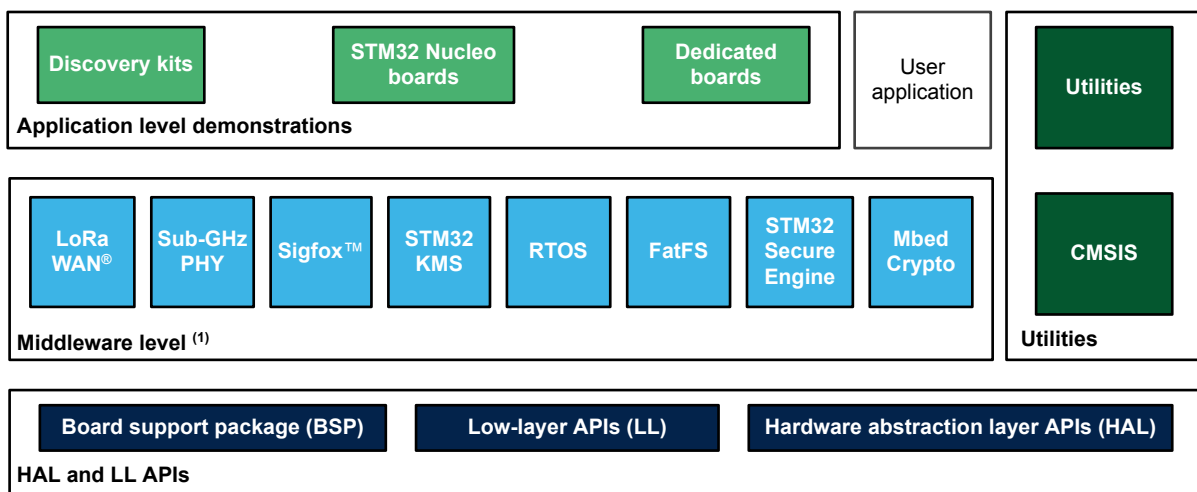 Discovery kits
STM32 Nucleo
boards
Dedicated
boards
Application level demonstrations
User
application
Utilities
CMSIS
Utilities
LoRa
WAN®
Sub-GHz
PHY
Sigfox™
STM32
KMS
RTOS
FatFS
STM32
Secure
Engine
Mbed
Crypto
Middleware level (1)
Board support package (BSP)
Low-layer APIs (LL)
Hardware abstraction layer APIs (HAL)
HAL and LL APIs